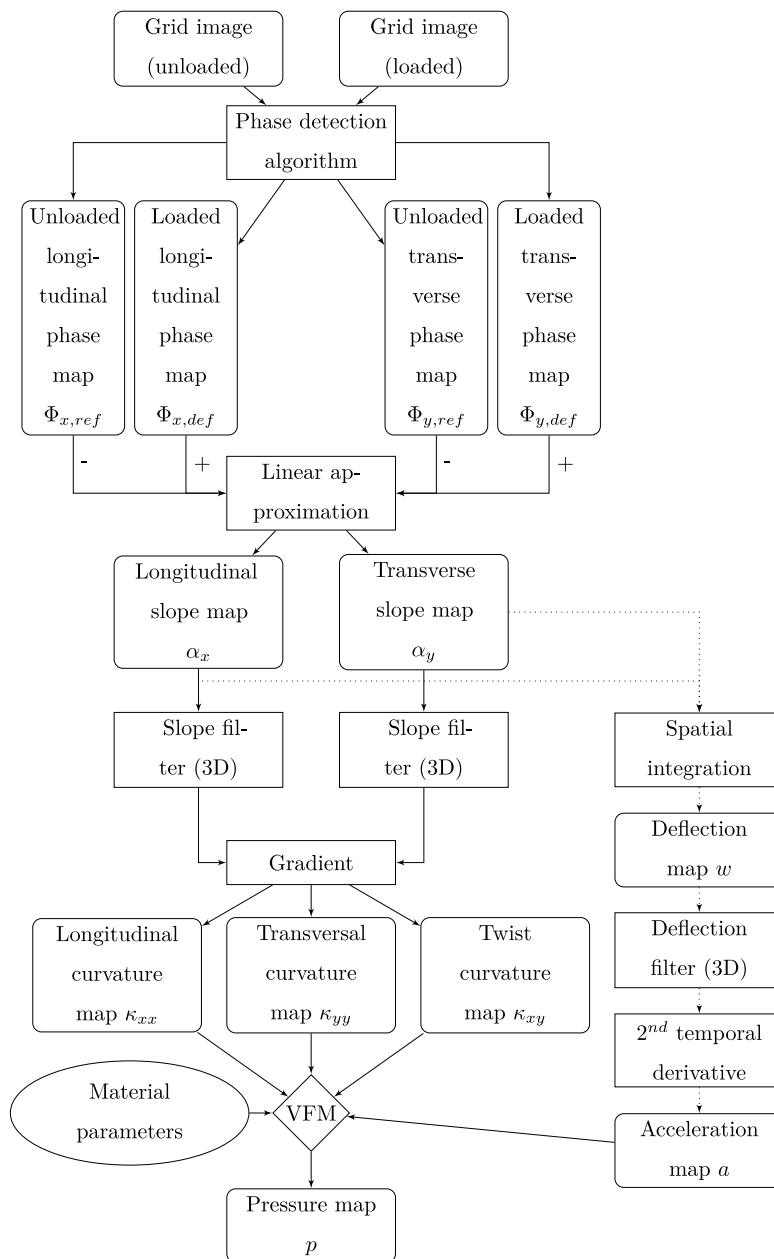 Grid image
(unloaded)
Grid image
(loaded)
Phase detection
algorithm
Unloaded
longi-
tudinal
phase
map
Φx,ref
Loaded
longi-
tudinal
phase
map
Φx,def
Unloaded
trans-
verse
phase
map
Φy,ref
Loaded
trans-
verse
phase
map
Φy,def
-
+
-
+
Linear ap-
proximation
Longitudinal
slope map
αx
Transverse
slope map
αy
Slope fil-
ter (3D)
Slope fil-
ter (3D)
Spatial
integration
Gradient
Deflection
map w
Longitudinal
curvature
map κxx
Transversal
curvature
map κyy
Twist
curvature
map κxy
Deflection
filter (3D)
2nd temporal
derivative
Material
parameters
VFM
Acceleration
map a
Pressure map
p